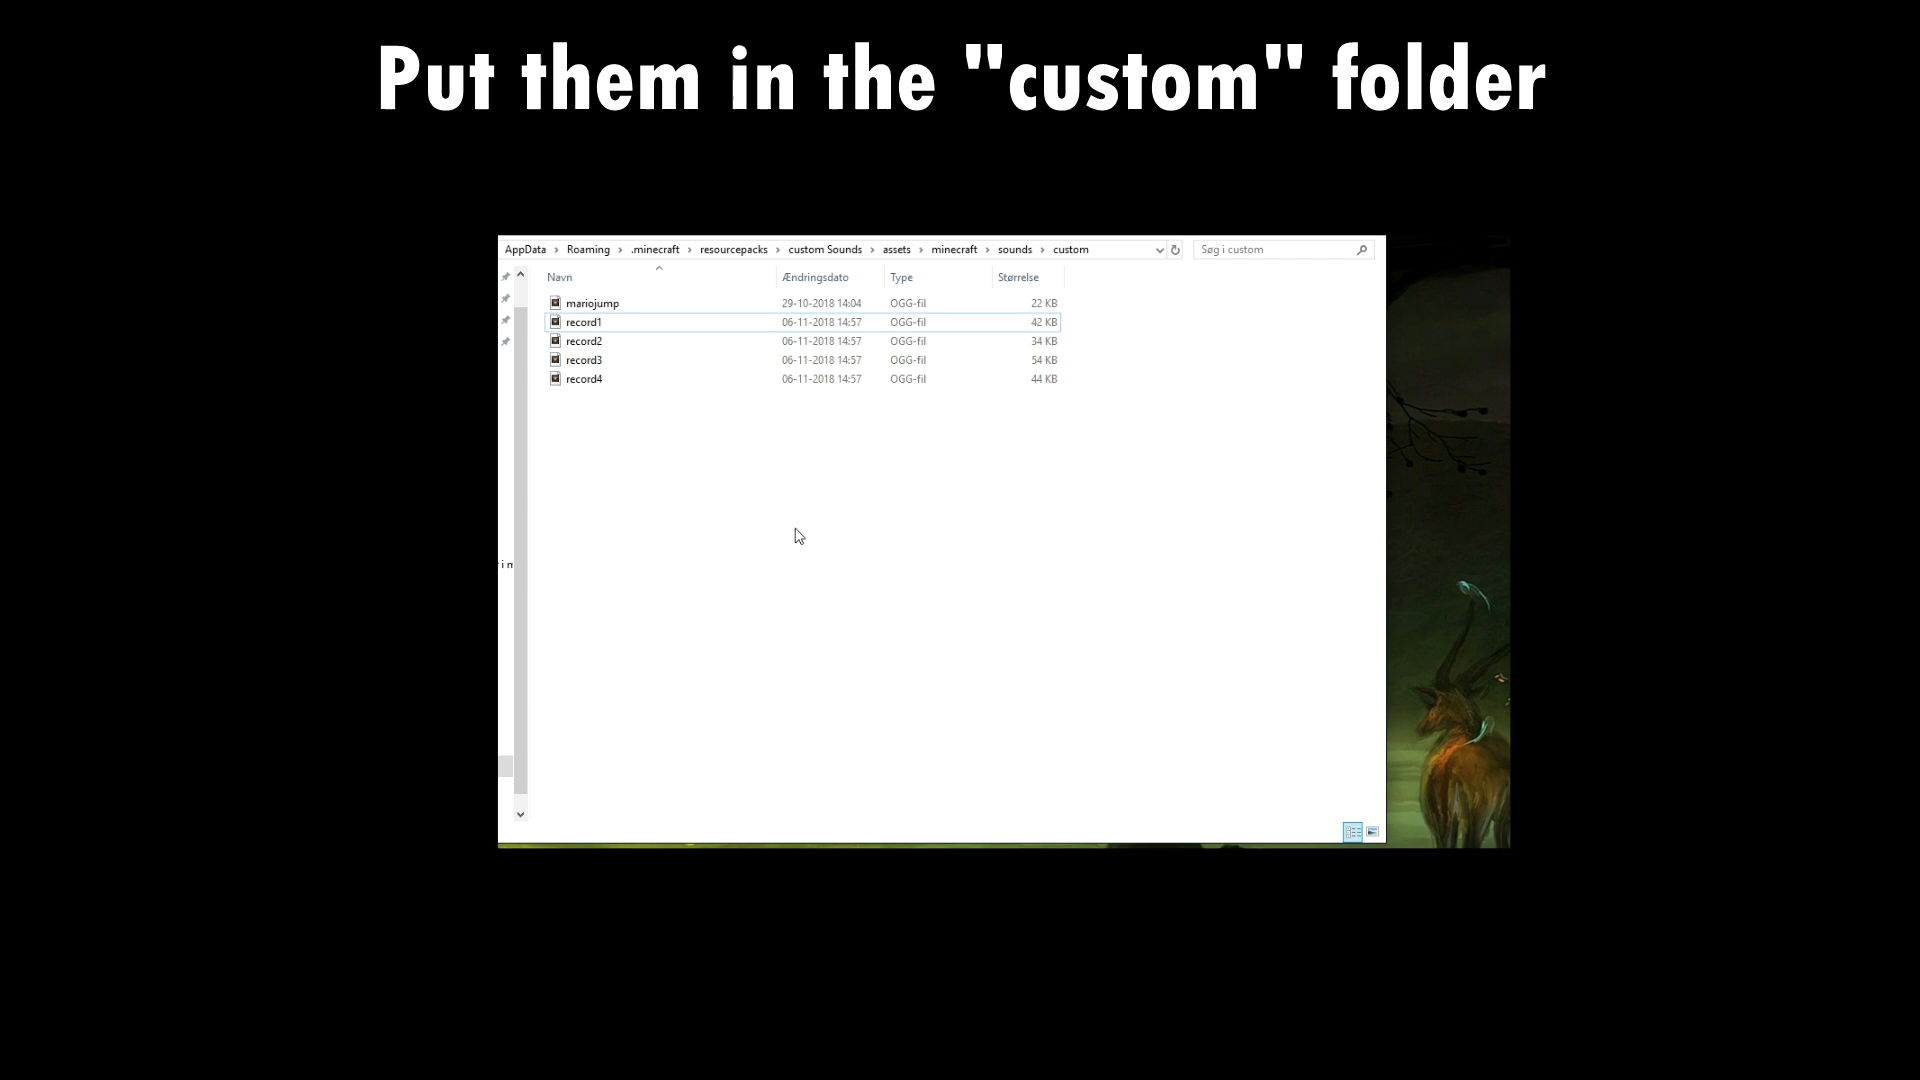 Put them in the "custom" folder
AppData > Roaming > .minecraft > resourcepacks > custom Sounds > assets > minecraft > sounds > custom
Søg i custom
Navn Ændringsdato Type Størrelse
mariojump 29-10-2018 14:04 OGG-fil 22 KB
record1 06-11-2018 14:57 OGG-fil 42 KB
record2 06-11-2018 14:57 OGG-fil 34 KB
record3 06-11-2018 14:57 OGG-fil 54 KB
record4 06-11-2018 14:57 OGG-fil 44 KB